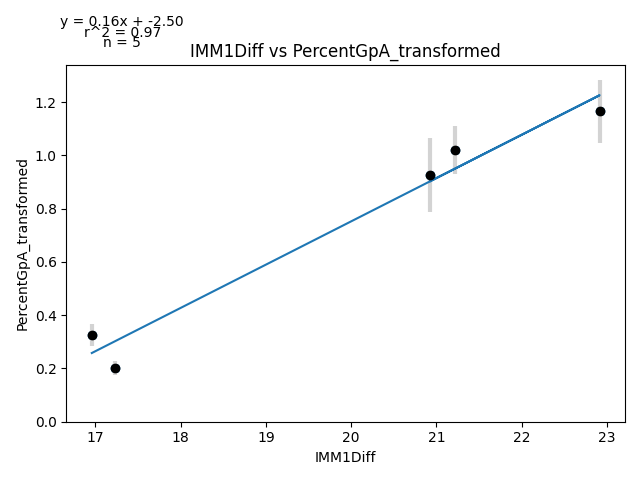 y = 0.16x + -2.50
r^2 = 0.97
n = 5
IMM1Diff vs PercentGpA_transformed
PercentGpA_transformed
1.2
1.0
0.8
0.6
0.4
0.2
0.0
17 18 19 20 21 22 23
IMM1Diff